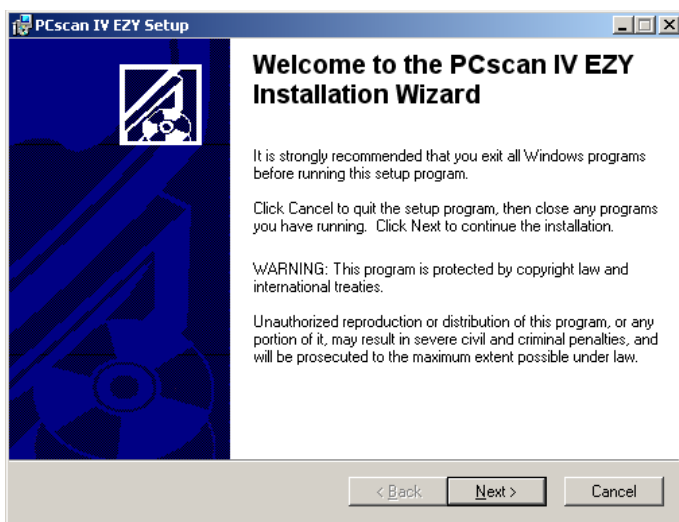 PCscan IV EZY Setup
Welcome to the PCscan IV EZY
Installation Wizard
It is strongly recommended that you exit all Windows programs
before running this setup program.
Click Cancel to quit the setup program, then close any programs
you have running.  Click Next to continue the installation.
WARNING: This program is protected by copyright law and
international treaties.
Unauthorized reproduction or distribution of this program, or any
portion of it, may result in severe civil and criminal penalties, and
will be prosecuted to the maximum extent possible under law.
< Back
Next >
Cancel